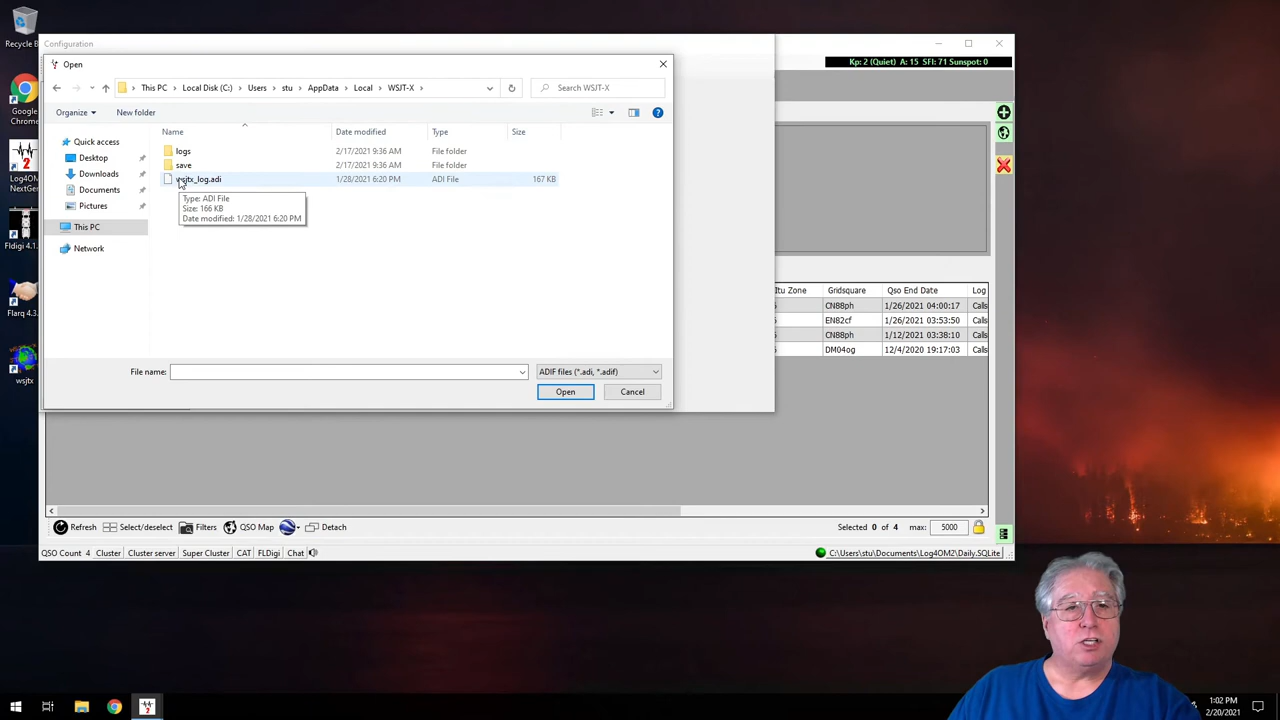 Recycle B
Configuration
Kp: 2 (Quiet) A: 15 SFI: 71 Sunspot: 0
Open
This PC > Local Disk (C:) > Users > stu > AppData > Local > WSJT-X >
Search WSJT-X
Organize
New folder
Name
Date modified
Type
Size
Quick access
Desktop
Downloads
Documents
Pictures
This PC
Network
logs
2/17/2021 9:36 AM
File folder
save
2/17/2021 9:36 AM
File folder
wsjtx_log.adi
1/28/2021 6:20 PM
ADI File
167 KB
Type: ADI File
Size: 166 KB
Date modified: 1/28/2021 6:20 PM
File name:
ADIF files (*.adi, *.adif)
Open
Cancel
Google
Chrome
Log4OM
NextGen
Fldigi 4.1...
Flarq 4.3...
wsjtx
Itu Zone
Gridsquare
Qso End Date
Log
CN88ph
1/26/2021 04:00:17
Calls
EN82cf
1/26/2021 03:53:50
Calls
CN88ph
1/12/2021 03:38:10
Calls
DM04og
12/4/2020 19:17:03
Calls
Refresh
Select/deselect
Filters
QSO Map
Detach
Selected 0 of 4
max:
5000
QSO Count 4
Cluster
Cluster server
Super Cluster
CAT
FLDigi
Chat
C:\Users\stu\Documents\Log4OM2\Daily.SQLite
1:02 PM
2/20/2021